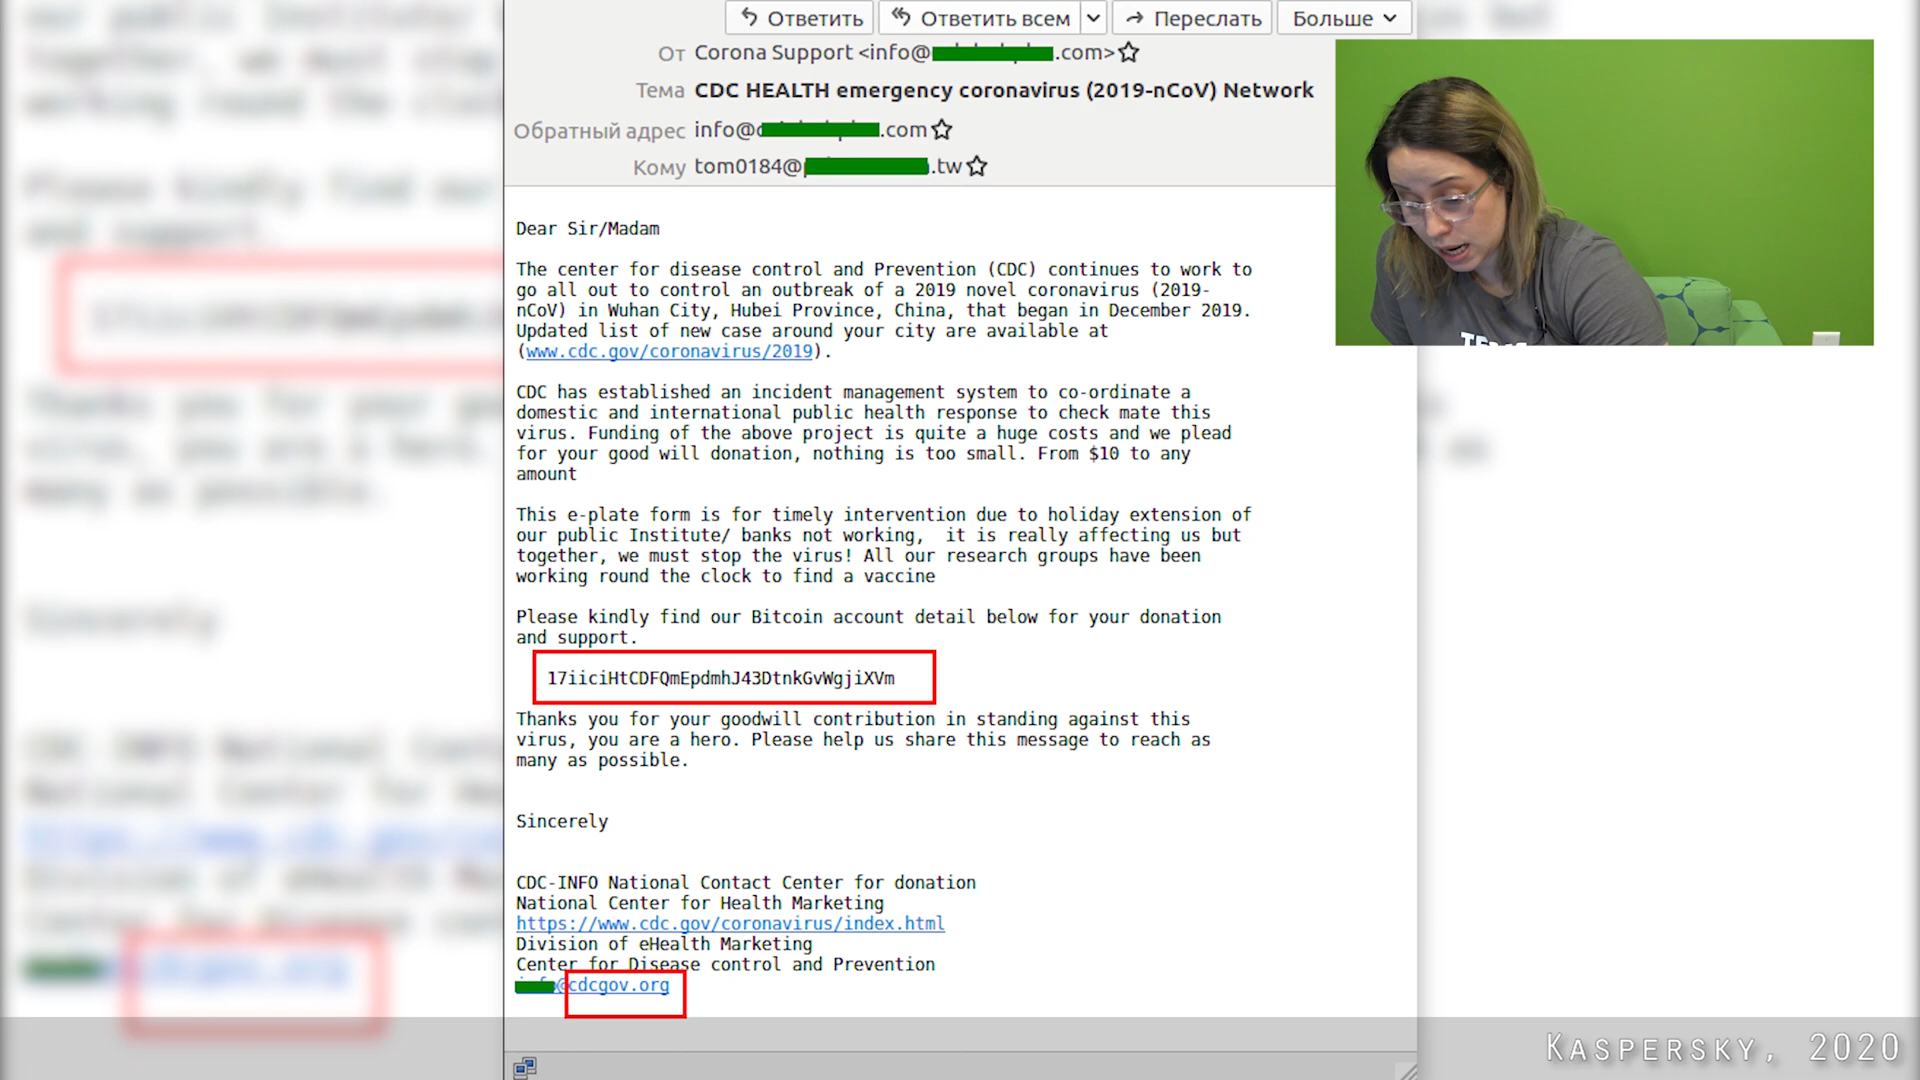 Ответить Ответить всем Переслать Больше
От Corona Support <info@ .com>
Тема CDC HEALTH emergency coronavirus (2019-nCoV) Network
Обратный адрес info@ .com
Кому tom0184@ .tw
Dear Sir/Madam
The center for disease control and Prevention (CDC) continues to work to
go all out to control an outbreak of a 2019 novel coronavirus (2019-
nCoV) in Wuhan City, Hubei Province, China, that began in December 2019.
Updated list of new case around your city are available at
(www.cdc.gov/coronavirus/2019).
CDC has established an incident management system to co-ordinate a
domestic and international public health response to check mate this
virus. Funding of the above project is quite a huge costs and we plead
for your good will donation, nothing is too small. From $10 to any
amount
This e-plate form is for timely intervention due to holiday extension of
our public Institute/ banks not working,  it is really affecting us but
together, we must stop the virus! All our research groups have been
working round the clock to find a vaccine
Please kindly find our Bitcoin account detail below for your donation
and support.
17iiciHtCDFQmEpdmhJ43DtnkGvWgjiXVm
Thanks you for your goodwill contribution in standing against this
virus, you are a hero. Please help us share this message to reach as
many as possible.
Sincerely
CDC-INFO National Contact Center for donation
National Center for Health Marketing
https://www.cdc.gov/coronavirus/index.html
Division of eHealth Marketing
Center for Disease control and Prevention
@cdcgov.org
KASPERSKY, 2020